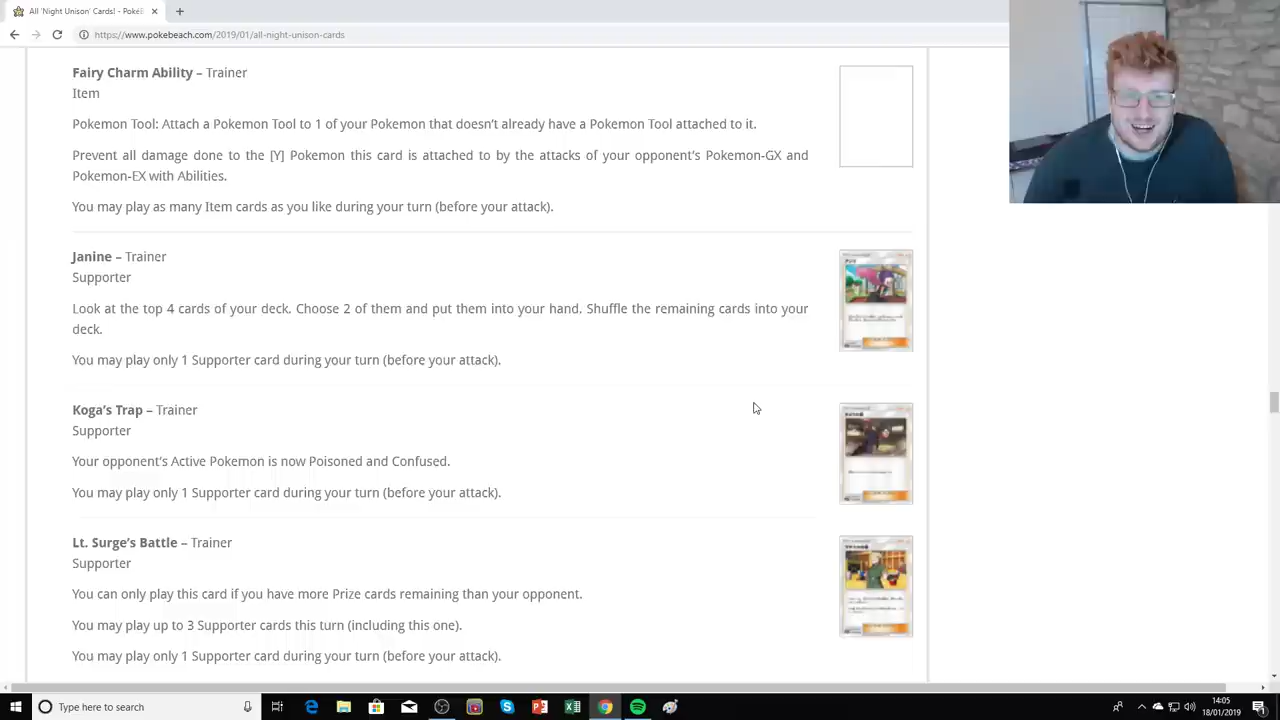 All 'Night Unison' Cards! - Poké
https://www.pokebeach.com/2019/01/all-night-unison-cards
Fairy Charm Ability – Trainer
Item
Pokemon Tool: Attach a Pokemon Tool to 1 of your Pokemon that doesn't already have a Pokemon Tool attached to it.
Prevent all damage done to the [Y] Pokemon this card is attached to by the attacks of your opponent's Pokemon-GX and
Pokemon-EX with Abilities.
You may play as many Item cards as you like during your turn (before your attack).
Janine – Trainer
Supporter
Look at the top 4 cards of your deck. Choose 2 of them and put them into your hand. Shuffle the remaining cards into your
deck.
You may play only 1 Supporter card during your turn (before your attack).
Koga's Trap – Trainer
Supporter
Your opponent's Active Pokemon is now Poisoned and Confused.
You may play only 1 Supporter card during your turn (before your attack).
Lt. Surge's Battle – Trainer
Supporter
You can only play this card if you have more Prize cards remaining than your opponent.
You may play up to 3 Supporter cards this turn (including this one).
You may play only 1 Supporter card during your turn (before your attack).
Type here to search
14:05
18/01/2019